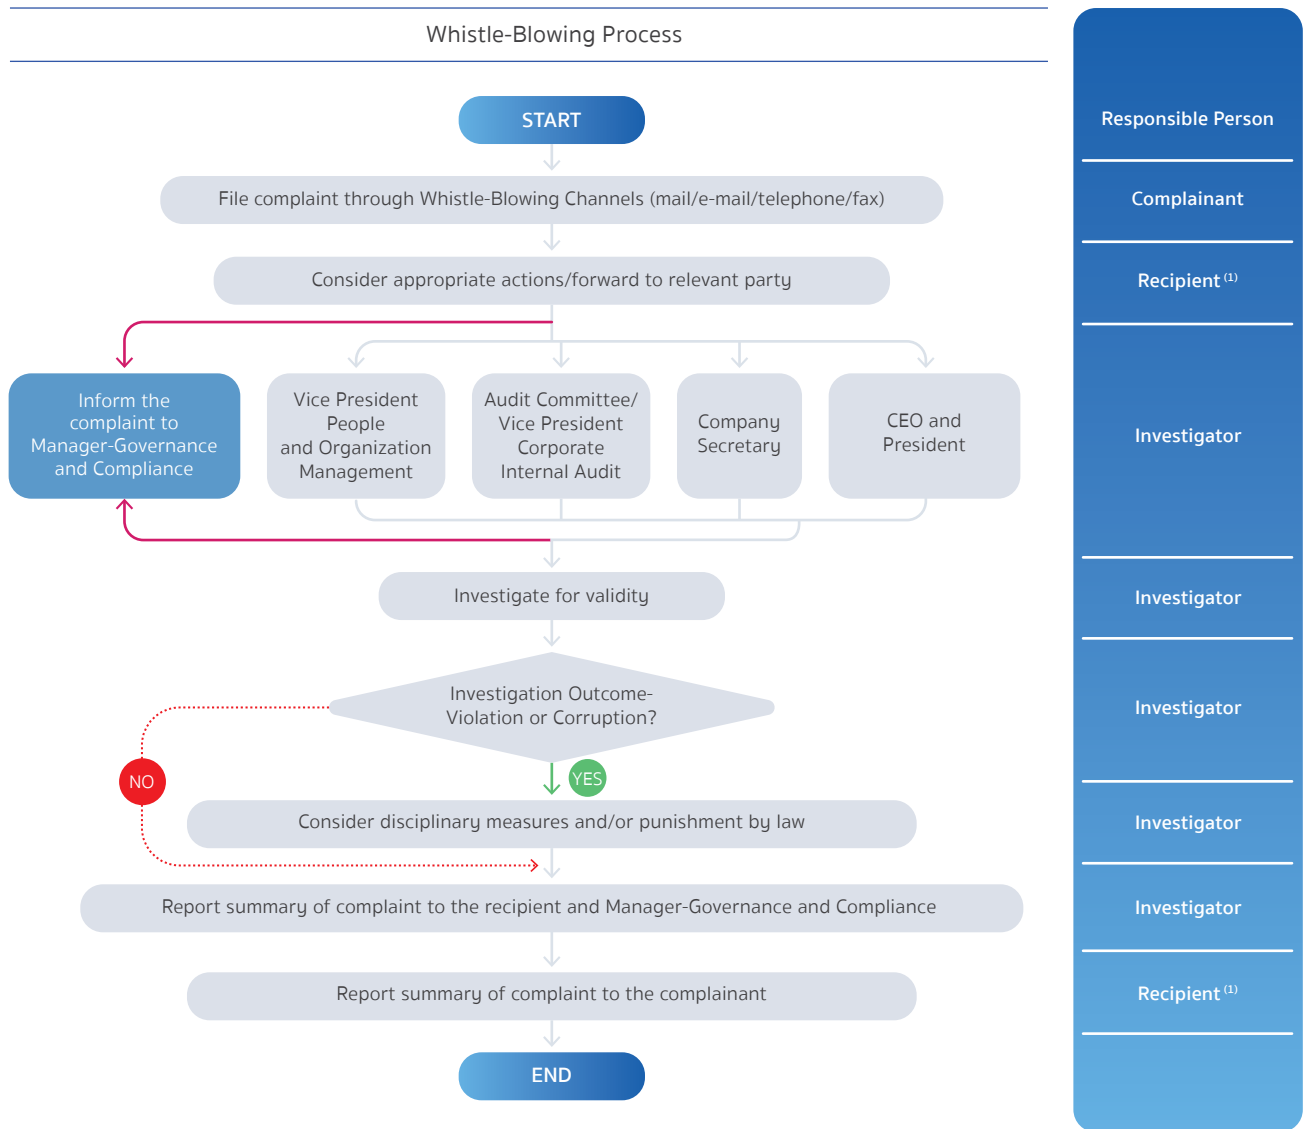 Whistle-Blowing Process
START
Responsible Person
File complaint through Whistle-Blowing Channels (mail/e-mail/telephone/fax)
Complainant
Consider appropriate actions/forward to relevant party
Recipient (1)
Inform the
complaint to
Manager-Governance
and Compliance
Vice President
People
and Organization
Management
Audit Committee/
Vice President
Corporate
Internal Audit
Company
Secretary
CEO and
President
Investigator
Investigate for validity
Investigator
Investigation Outcome-
Violation or Corruption?
Investigator
NO
YES
Consider disciplinary measures and/or punishment by law
Investigator
Report summary of complaint to the recipient and Manager-Governance and Compliance
Investigator
Report summary of complaint to the complainant
Recipient (1)
END